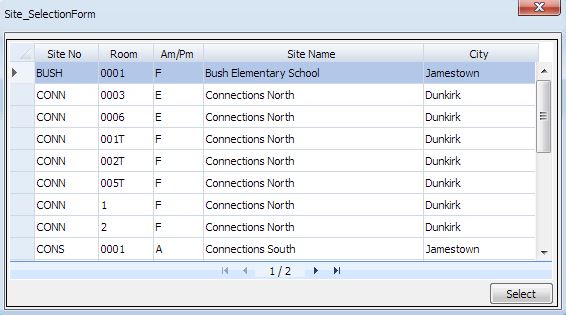 Site_SelectionForm
Site No Room Am/Pm Site Name City
BUSH 0001 F Bush Elementary School Jamestown
CONN 0003 E Connections North Dunkirk
CONN 0006 E Connections North Dunkirk
CONN 001T F Connections North Dunkirk
CONN 002T F Connections North Dunkirk
CONN 005T F Connections North Dunkirk
CONN 1 F Connections North Dunkirk
CONN 2 F Connections North Dunkirk
CONS 0001 A Connections South Jamestown
1 / 2
Select